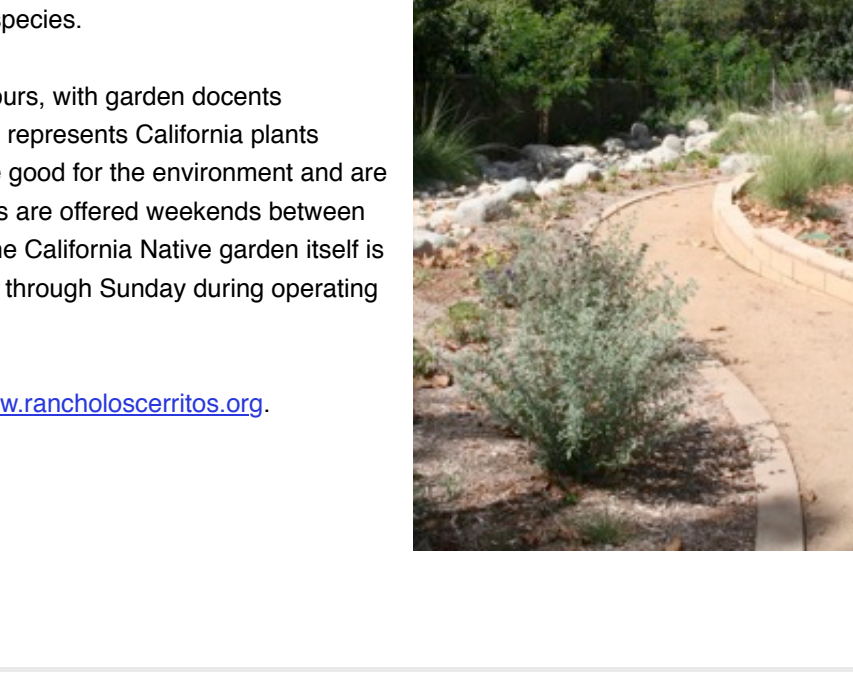 species.
ours, with garden docents
represents California plants
good for the environment and are
s are offered weekends between
he California Native garden itself is
through Sunday during operating
w.rancholoscerritos.org.